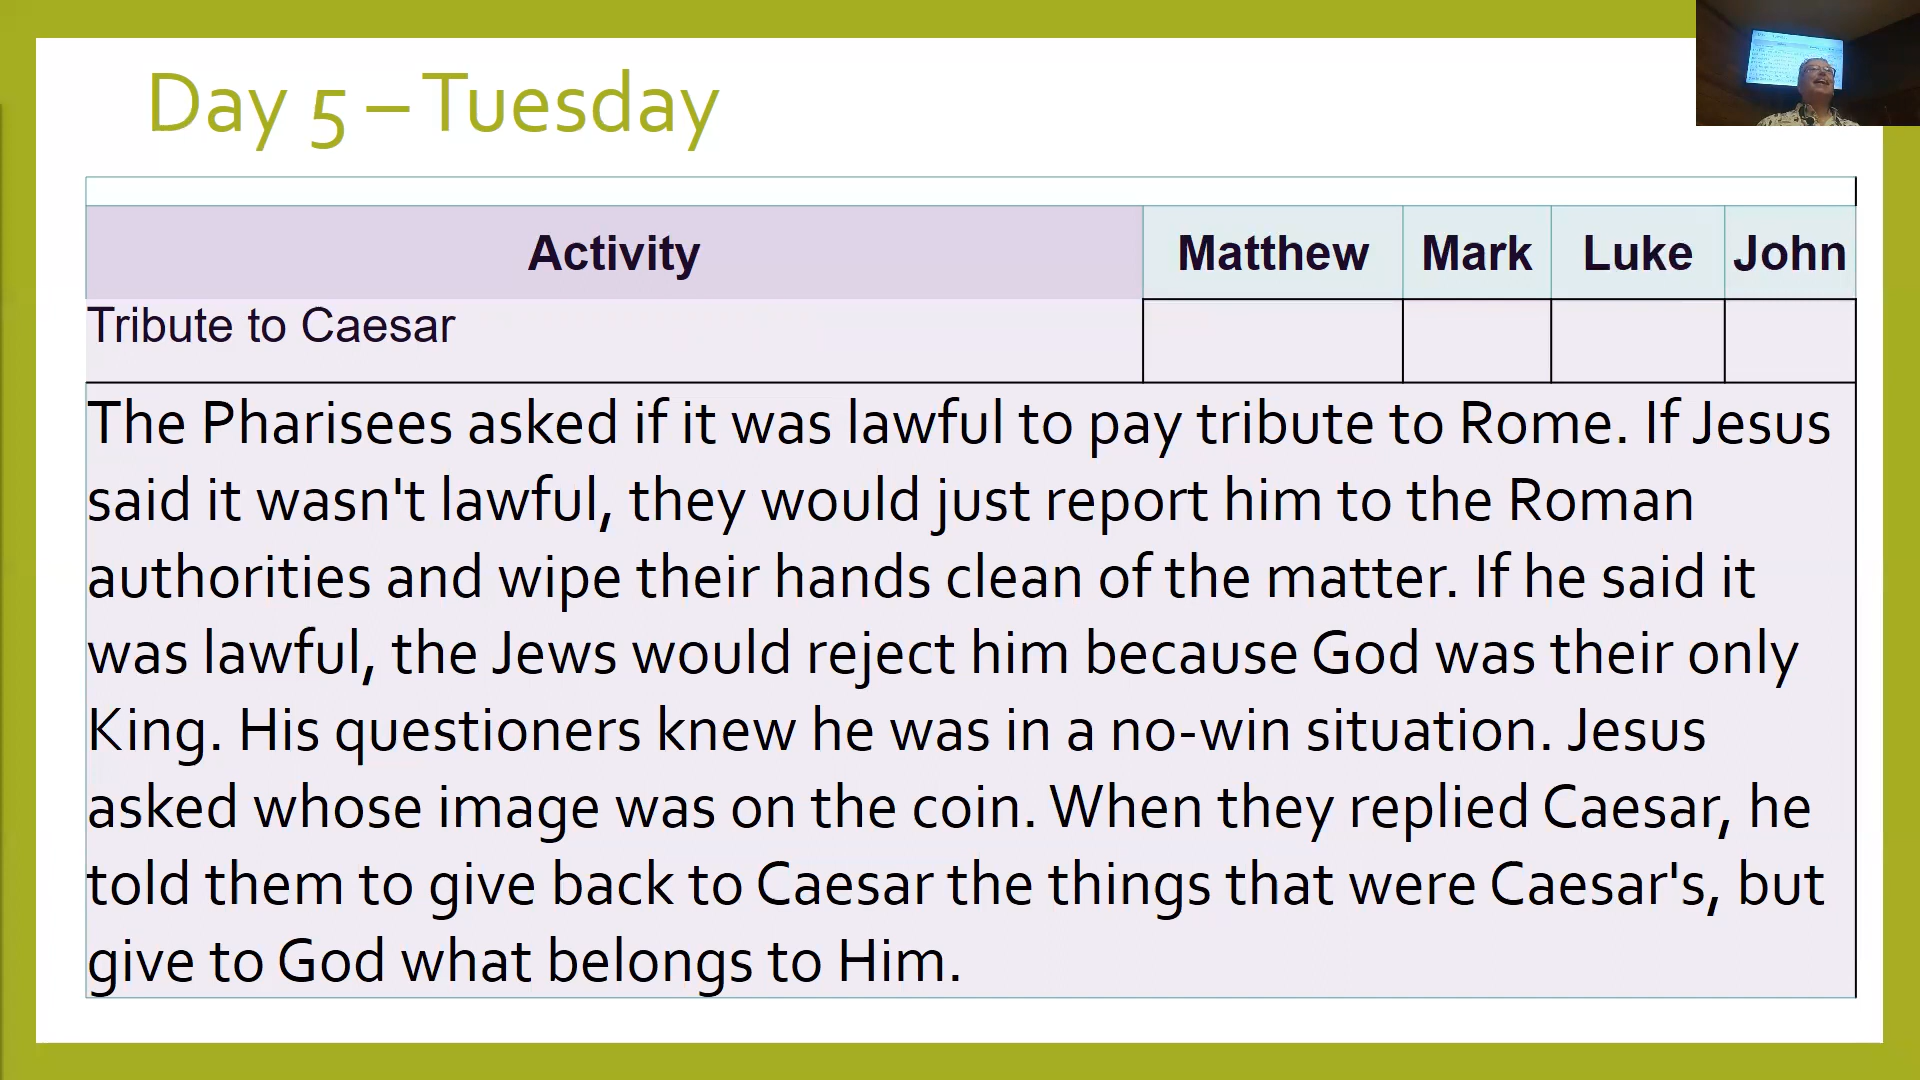 Day 5 – Tuesday
Activity Matthew Mark Luke John
Tribute to Caesar
The Pharisees asked if it was lawful to pay tribute to Rome. If Jesus
said it wasn't lawful, they would just report him to the Roman
authorities and wipe their hands clean of the matter. If he said it
was lawful, the Jews would reject him because God was their only
King. His questioners knew he was in a no-win situation. Jesus
asked whose image was on the coin. When they replied Caesar, he
told them to give back to Caesar the things that were Caesar's, but
give to God what belongs to Him.